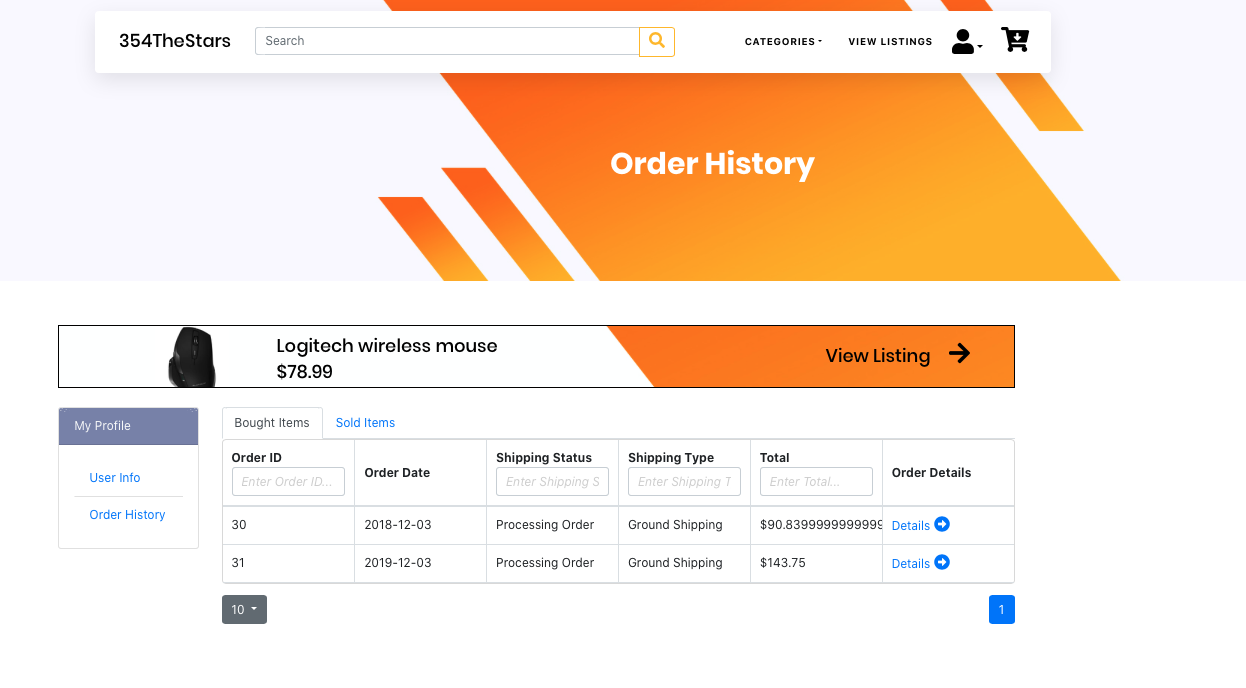 354TheStars
Search
CATEGORIES
VIEW LISTINGS
Order History
Logitech wireless mouse
$78.99
View Listing
My Profile
User Info
Order History
Bought Items
Sold Items
Order ID
Order Date
Shipping Status
Shipping Type
Total
Order Details
Enter Order ID...
Enter Shipping S
Enter Shipping T
Enter Total...
30
2018-12-03
Processing Order
Ground Shipping
$90.8399999999999
Details
31
2019-12-03
Processing Order
Ground Shipping
$143.75
Details
10
1